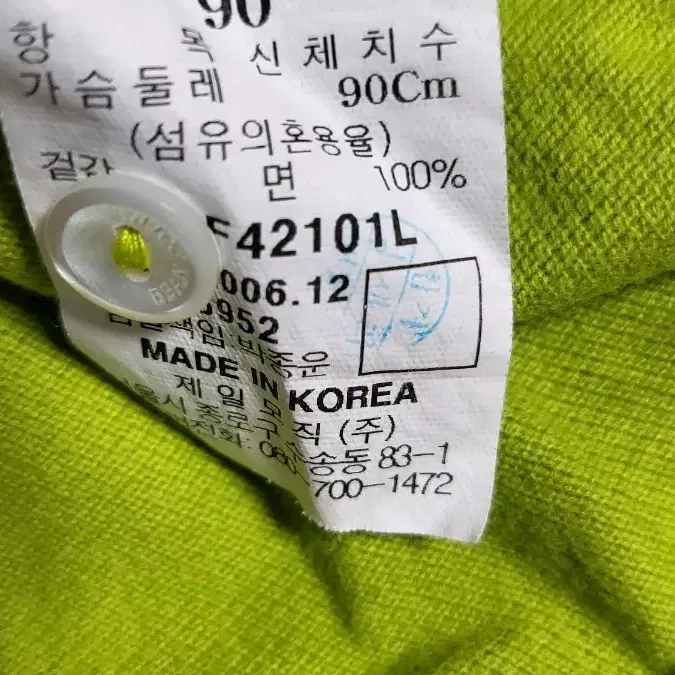 90
항 목 신체치수
가슴둘레 90Cm
(섬유의혼용율)
겉감 면 100%
F42101L
006.12
952
MADE IN KOREA
제일모직 (주)
송동 83-1
700-1472